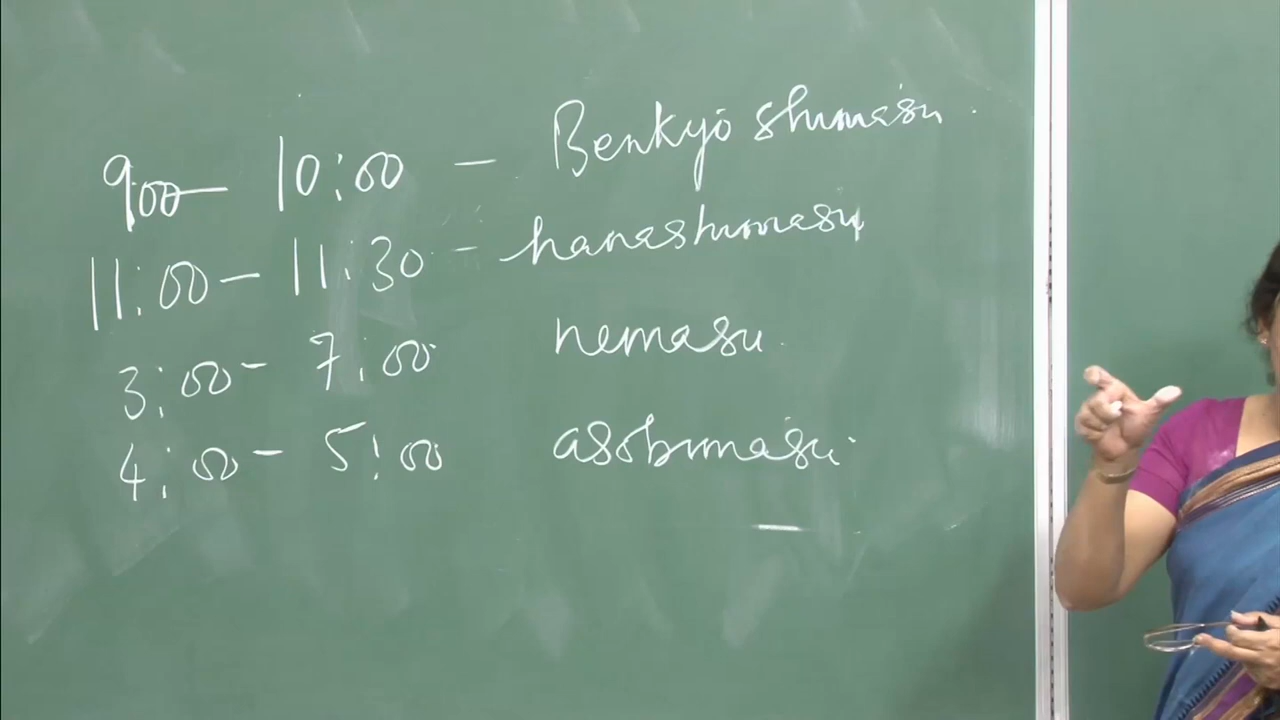 9:00 - 10:00 - Benkyō shimasu.
11:00 - 11:30 - hanashimasu
3:00 - 7:00 nemasu.
4:00 - 5:00 asobimasu.